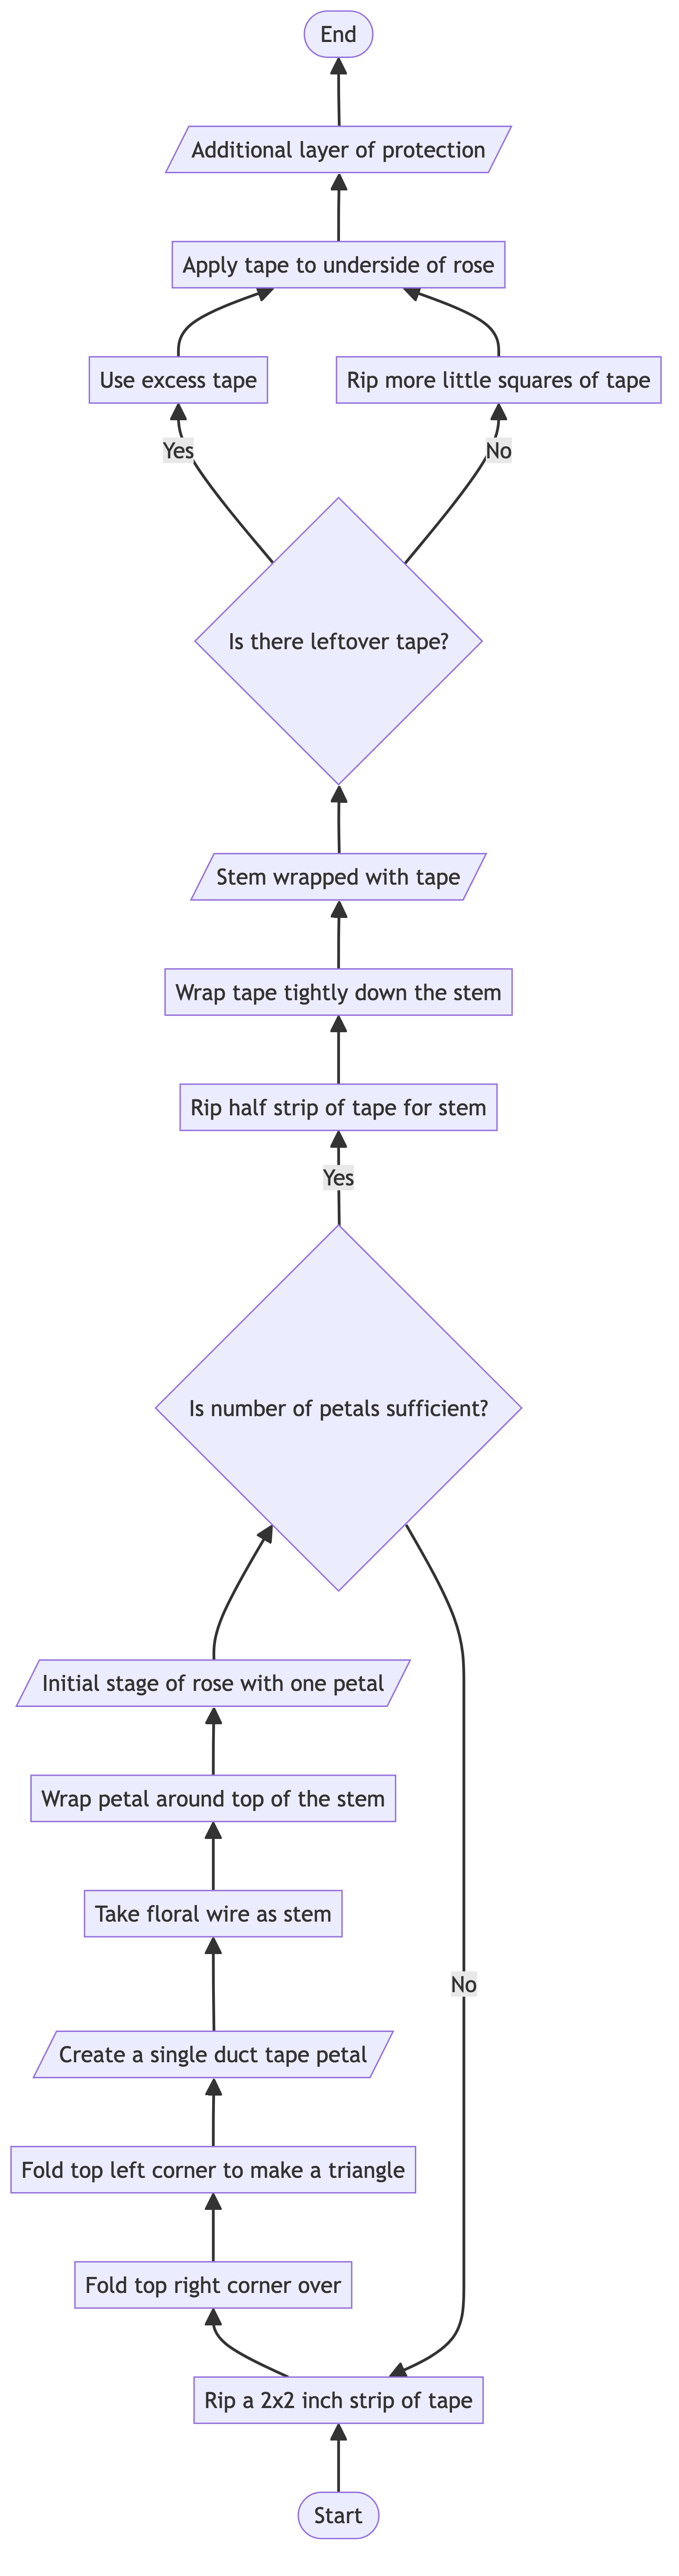 End
Additional layer of protection
Apply tape to underside of rose
Use excess tape
Rip more little squares of tape
Yes
No
Is there leftover tape?
Stem wrapped with tape
Wrap tape tightly down the stem
Rip half strip of tape for stem
Yes
Is number of petals sufficient?
Initial stage of rose with one petal
Wrap petal around top of the stem
Take floral wire as stem
No
Create a single duct tape petal
Fold top left corner to make a triangle
Fold top right corner over
Rip a 2x2 inch strip of tape
Start